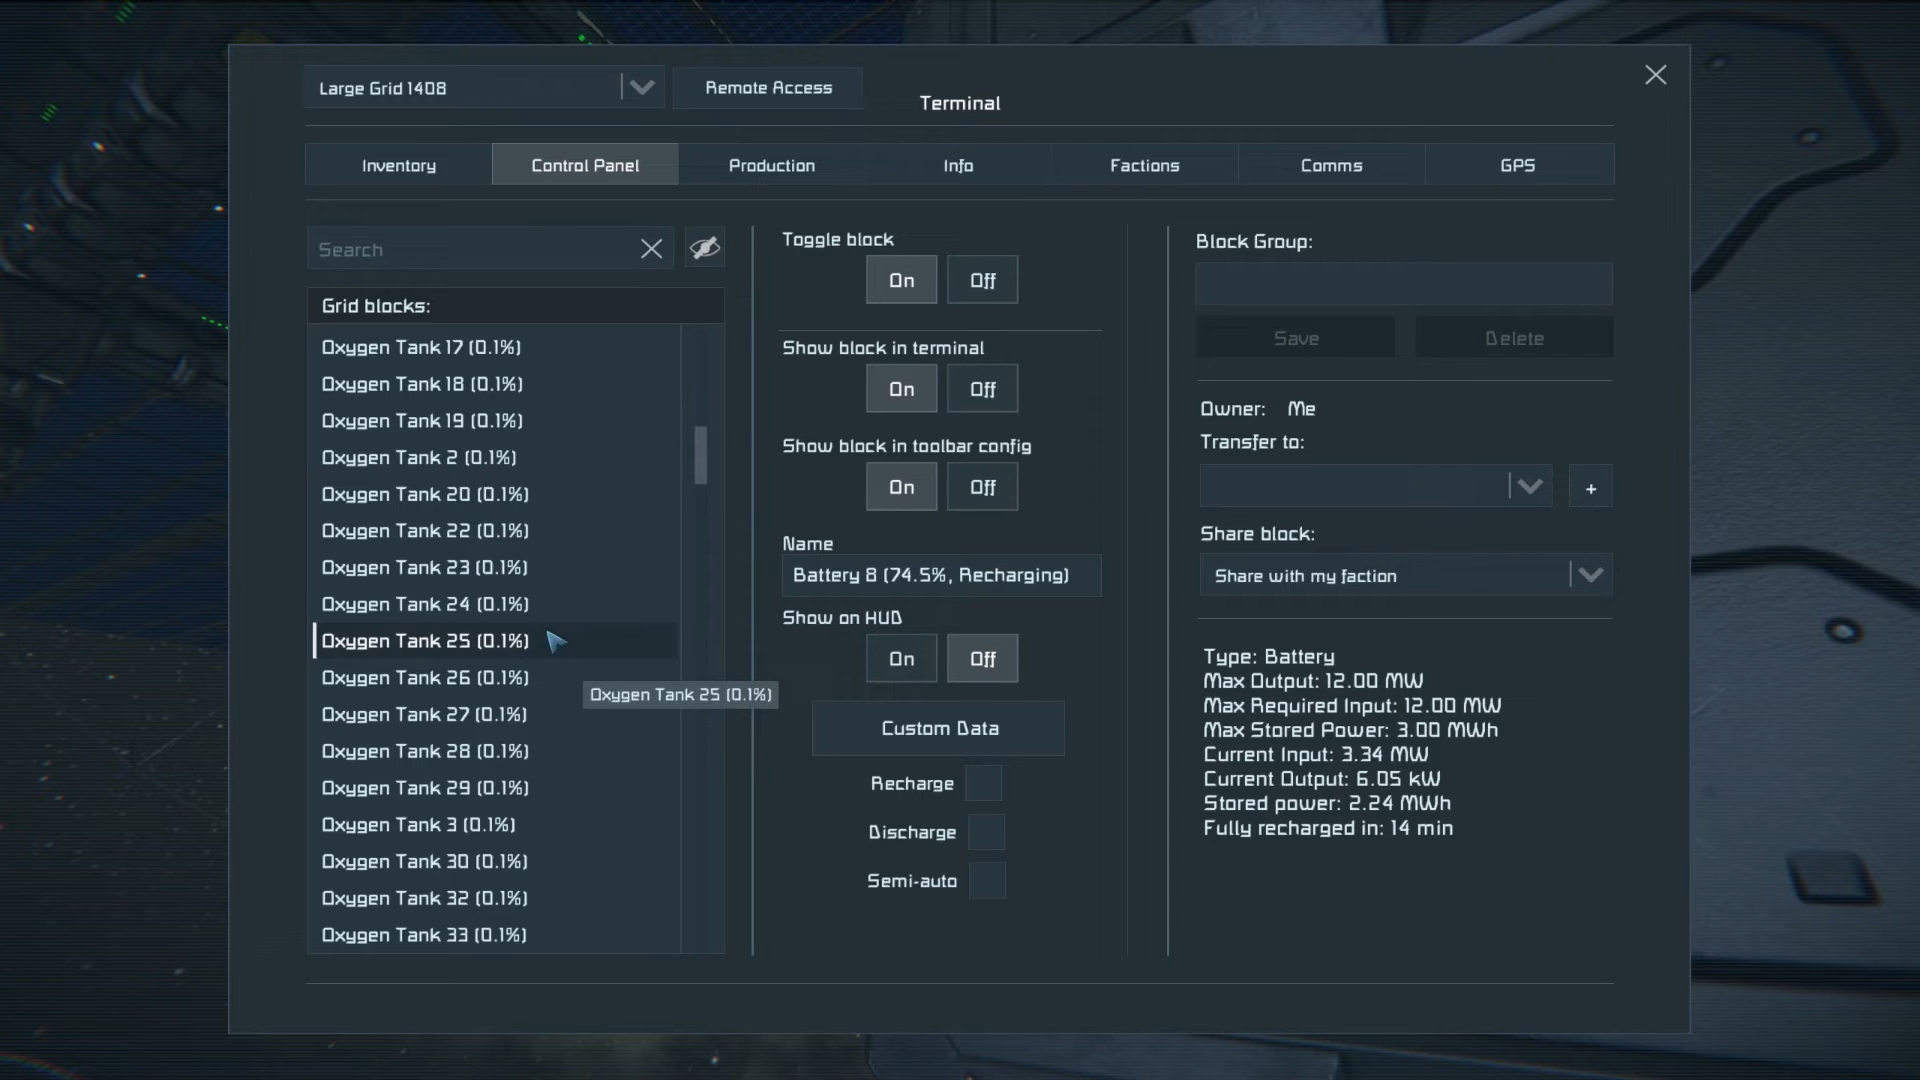 Large Grid 1408
Remote Access
Terminal
Inventory
Control Panel
Production
Info
Factions
Comms
GPS
Search
Grid blocks:
Oxygen Tank 17 (0.1%)
Oxygen Tank 18 (0.1%)
Oxygen Tank 19 (0.1%)
Oxygen Tank 2 (0.1%)
Oxygen Tank 20 (0.1%)
Oxygen Tank 22 (0.1%)
Oxygen Tank 23 (0.1%)
Oxygen Tank 24 (0.1%)
Oxygen Tank 25 (0.1%)
Oxygen Tank 26 (0.1%)
Oxygen Tank 27 (0.1%)
Oxygen Tank 28 (0.1%)
Oxygen Tank 29 (0.1%)
Oxygen Tank 3 (0.1%)
Oxygen Tank 30 (0.1%)
Oxygen Tank 32 (0.1%)
Oxygen Tank 33 (0.1%)
Oxygen Tank 25 (0.1%)
Toggle block
On Off
Show block in terminal
On Off
Show block in toolbar config
On Off
Name
Battery 8 (74.5%, Recharging)
Show on HUD
On Off
Custom Data
Recharge
Discharge
Semi-auto
Block Group:
Save Delete
Owner: Me
Transfer to:
+
Share block:
Share with my faction
Type: Battery
Max Output: 12.00 MW
Max Required Input: 12.00 MW
Max Stored Power: 3.00 MWh
Current Input: 3.34 MW
Current Output: 6.05 kW
Stored power: 2.24 MWh
Fully recharged in: 14 min